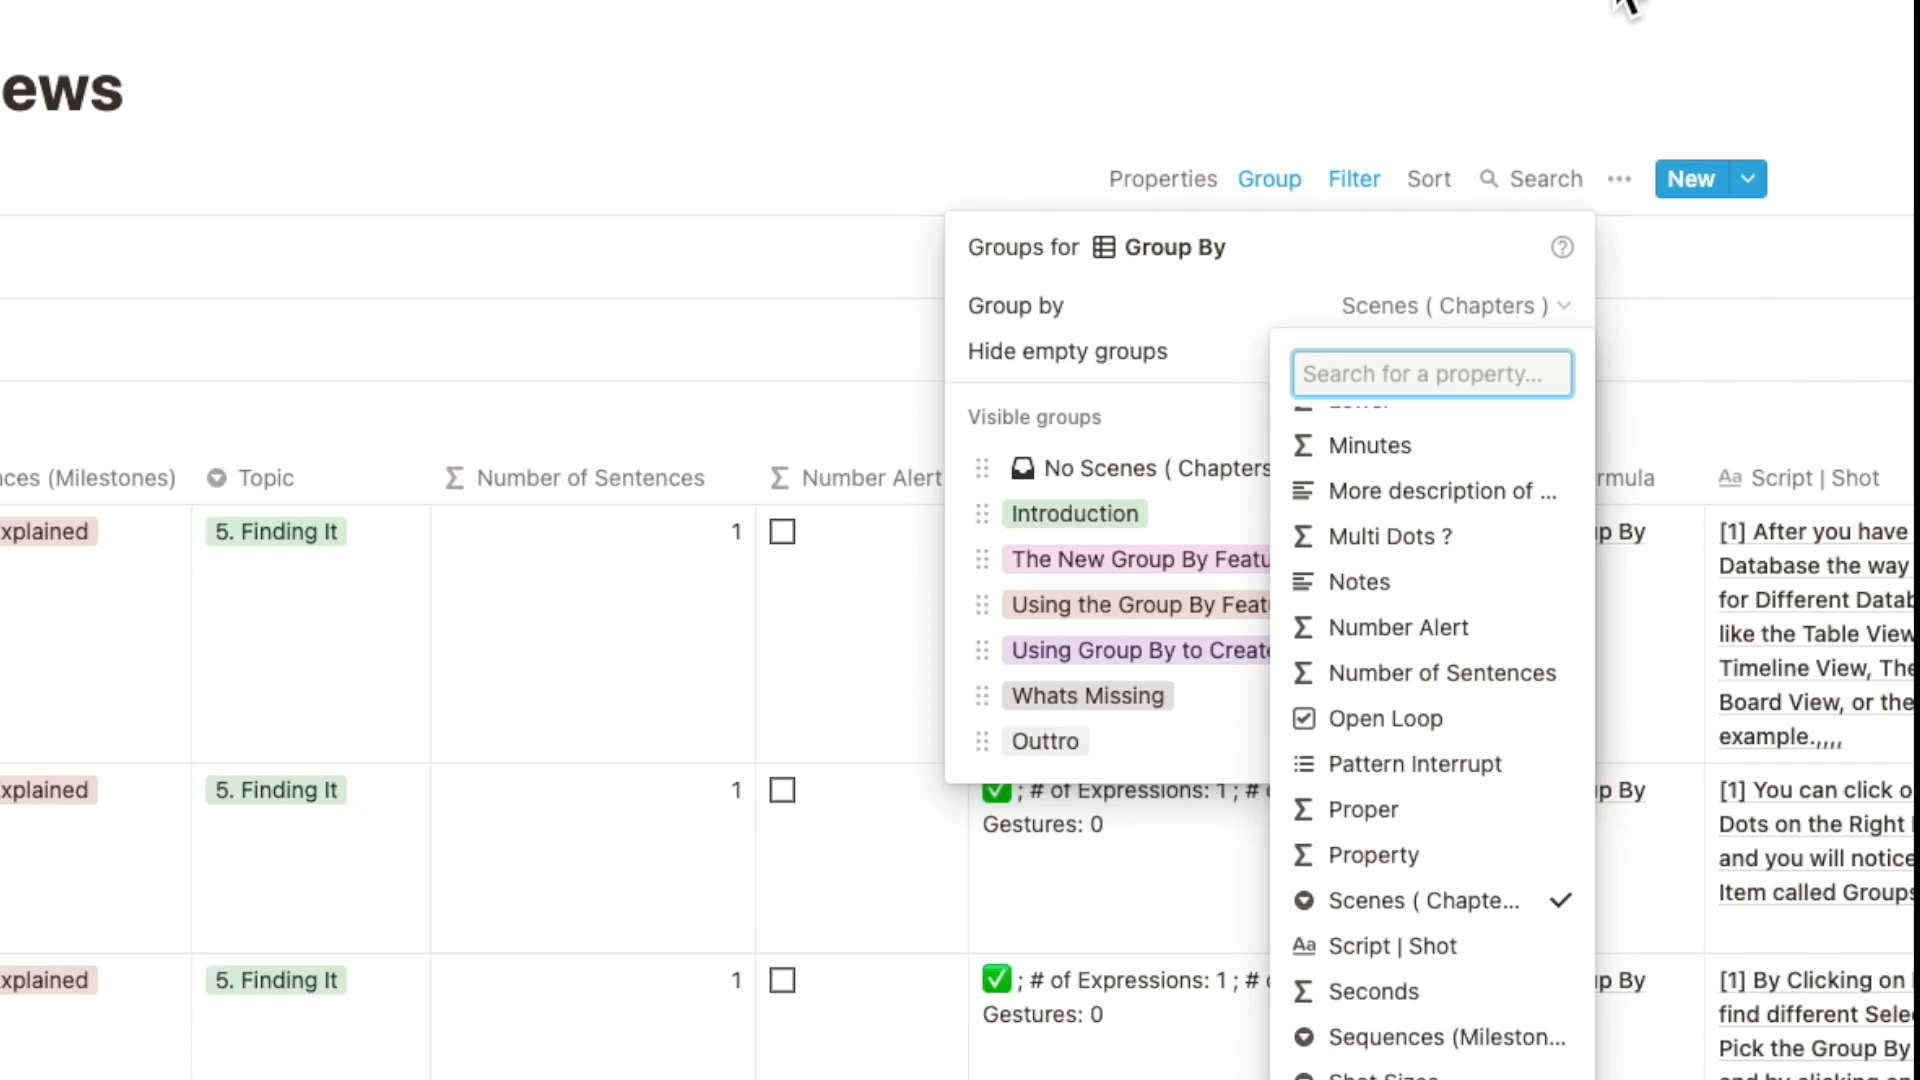 ews
Properties Group Filter Sort Search ••• New
Groups for Group By
Group by Scenes ( Chapters )
Hide empty groups
Search for a property...
Visible groups
No Scenes ( Chapters
Introduction
The New Group By Featu
Using the Group By Feat
Using Group By to Creat
Whats Missing
Outtro
Minutes
More description of ...
Multi Dots ?
Notes
Number Alert
Number of Sentences
Open Loop
Pattern Interrupt
Proper
Property
Scenes ( Chapte...
Script | Shot
Seconds
Sequences (Mileston...
nces (Milestones) Topic Number of Sentences Number Alert rmula Aa Script | Shot
xplained 5. Finding It 1 p By
[1] After you have
Database the way
for Different Datab
like the Table View
Timeline View, The
Board View, or the
example.,,,,
xplained 5. Finding It 1 ✅ ; # of Expressions: 1 ; # p By
Gestures: 0
[1] You can click o
Dots on the Right
and you will notice
Item called Groups
xplained 5. Finding It 1 ✅ ; # of Expressions: 1 ; # p By
Gestures: 0
[1] By Clicking on
find different Sele
Pick the Group By